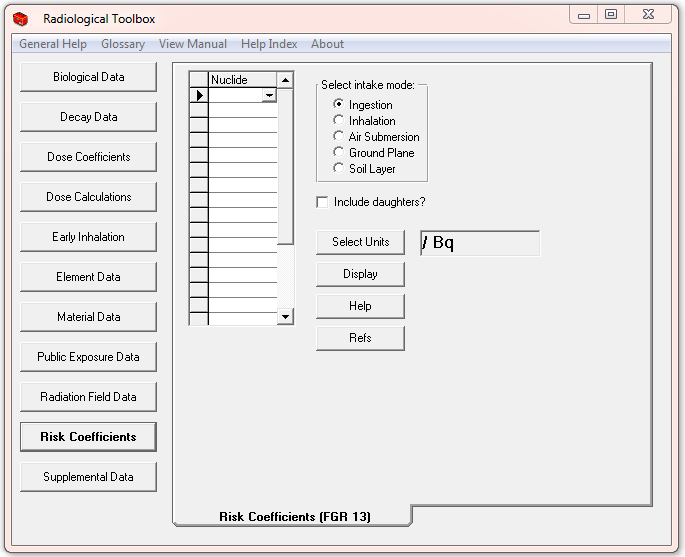 Radiological Toolbox
General Help Glossary View Manual Help Index About
Biological Data
Decay Data
Dose Coefficients
Dose Calculations
Early Inhalation
Element Data
Material Data
Public Exposure Data
Radiation Field Data
Risk Coefficients
Supplemental Data
Nuclide
Select intake mode:
Ingestion
Inhalation
Air Submersion
Ground Plane
Soil Layer
Include daughters?
Select Units
/ Bq
Display
Help
Refs
Risk Coefficients (FGR 13)